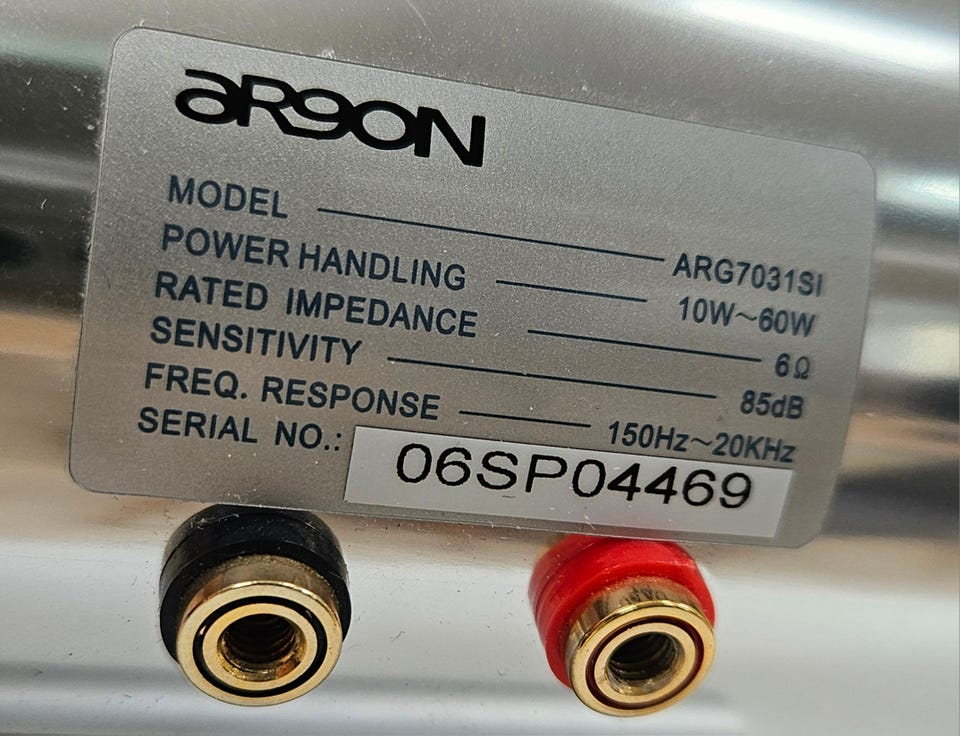 ARGON
MODEL ARG7031SI
POWER HANDLING 10W~60W
RATED IMPEDANCE 6Ω
SENSITIVITY 85dB
FREQ. RESPONSE 150Hz~20KHz
SERIAL NO.: 06SP04469